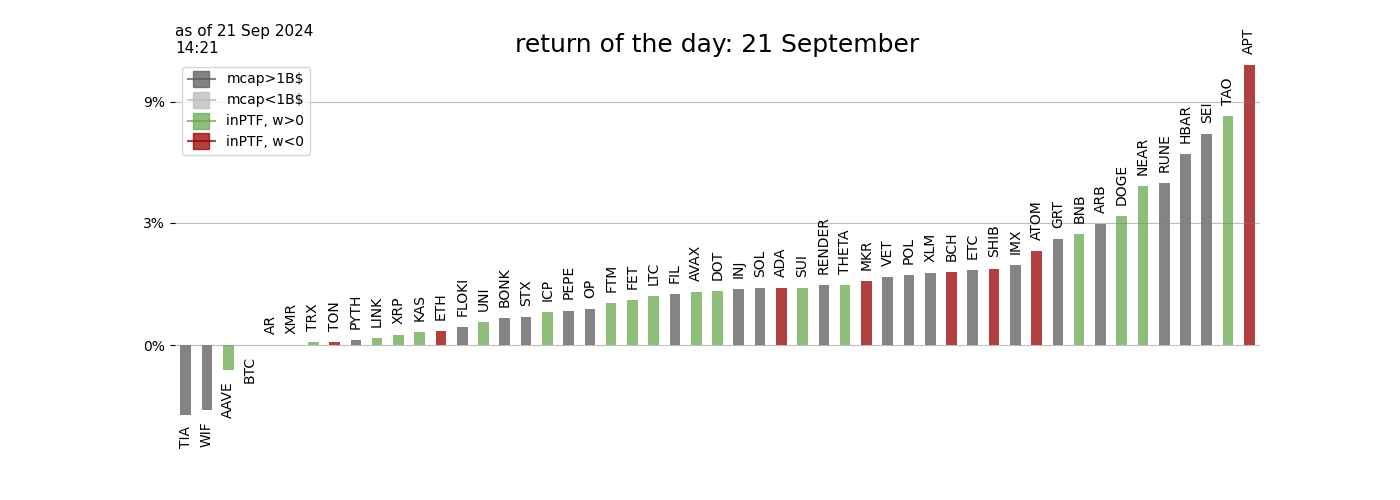 as of 21 Sep 2024
14:21
return of the day: 21 September
mcap>1B$
mcap<1B$
inPTF, w>0
inPTF, w<0
9%
3%
0%
TIA
WIF
AAVE
BTC
AR
XMR
TRX
TON
PYTH
LINK
XRP
KAS
ETH
FLOKI
UNI
BONK
STX
ICP
PEPE
OP
FTM
FET
LTC
FIL
AVAX
DOT
INJ
SOL
ADA
SUI
RENDER
THETA
MKR
VET
POL
XLM
BCH
ETC
SHIB
IMX
ATOM
GRT
BNB
ARB
DOGE
NEAR
RUNE
HBAR
SEI
TAO
APT